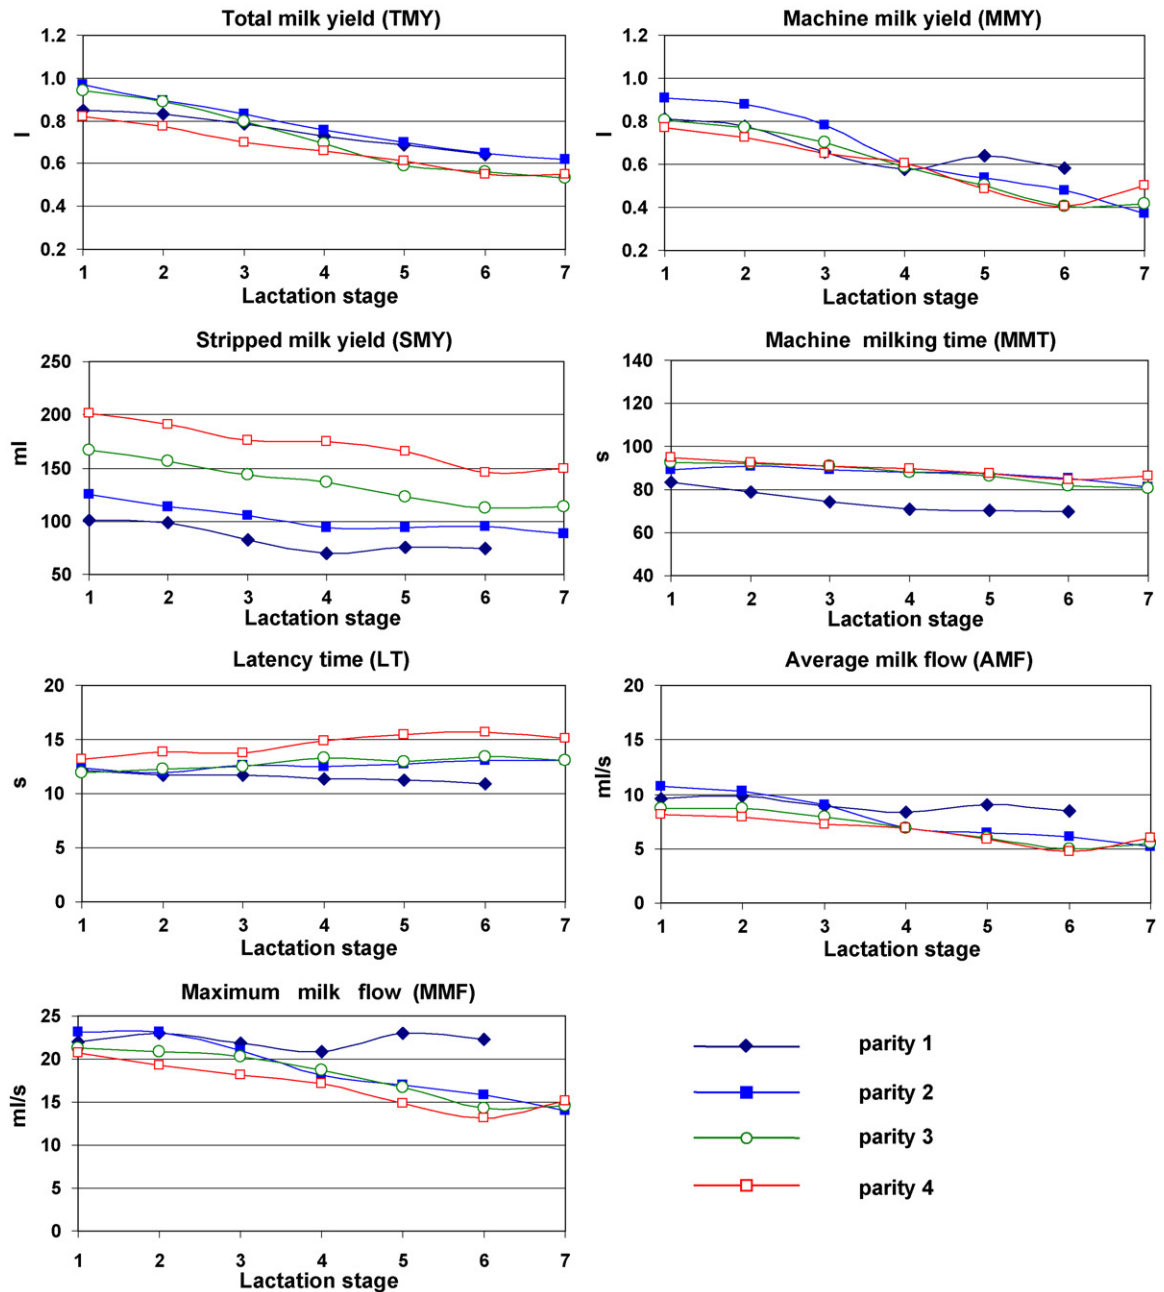 Total milk yield (TMY)
l
1.2
1.0
0.8
0.6
0.4
0.2
1 2 3 4 5 6 7
Lactation stage
Machine milk yield (MMY)
l
1.2
1.0
0.8
0.6
0.4
0.2
1 2 3 4 5 6 7
Lactation stage
Stripped milk yield (SMY)
ml
250
200
150
100
50
1 2 3 4 5 6 7
Lactation stage
Machine milking time (MMT)
s
140
120
100
80
60
40
1 2 3 4 5 6 7
Lactation stage
Latency time (LT)
s
20
15
10
5
0
1 2 3 4 5 6 7
Lactation stage
Average milk flow (AMF)
ml/s
20
15
10
5
0
1 2 3 4 5 6 7
Lactation stage
Maximum milk flow (MMF)
ml/s
25
20
15
10
5
0
1 2 3 4 5 6 7
Lactation stage
parity 1
parity 2
parity 3
parity 4